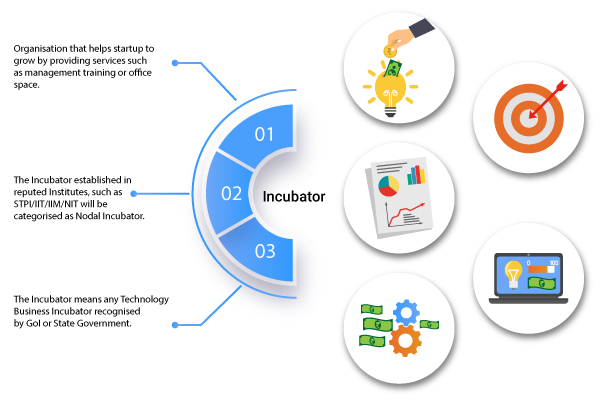 Organisation that helps startup to
grow by providing services such
as management training or office
space.
01
The Incubator established in
reputed Institutes, such as
STPI/IIT/IIM/NIT will be
categorised as Nodal Incubator.
02
Incubator
03
The Incubator means any Technology
Business Incubator recognised
by GoI or State Government.
0 100